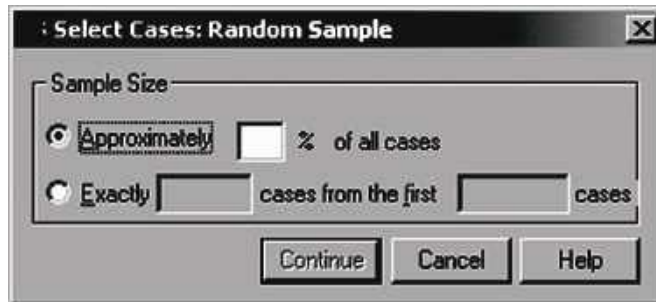 Select Cases: Random Sample
Sample Size
Approximately % of all cases
Exactly cases from the first cases
Continue Cancel Help